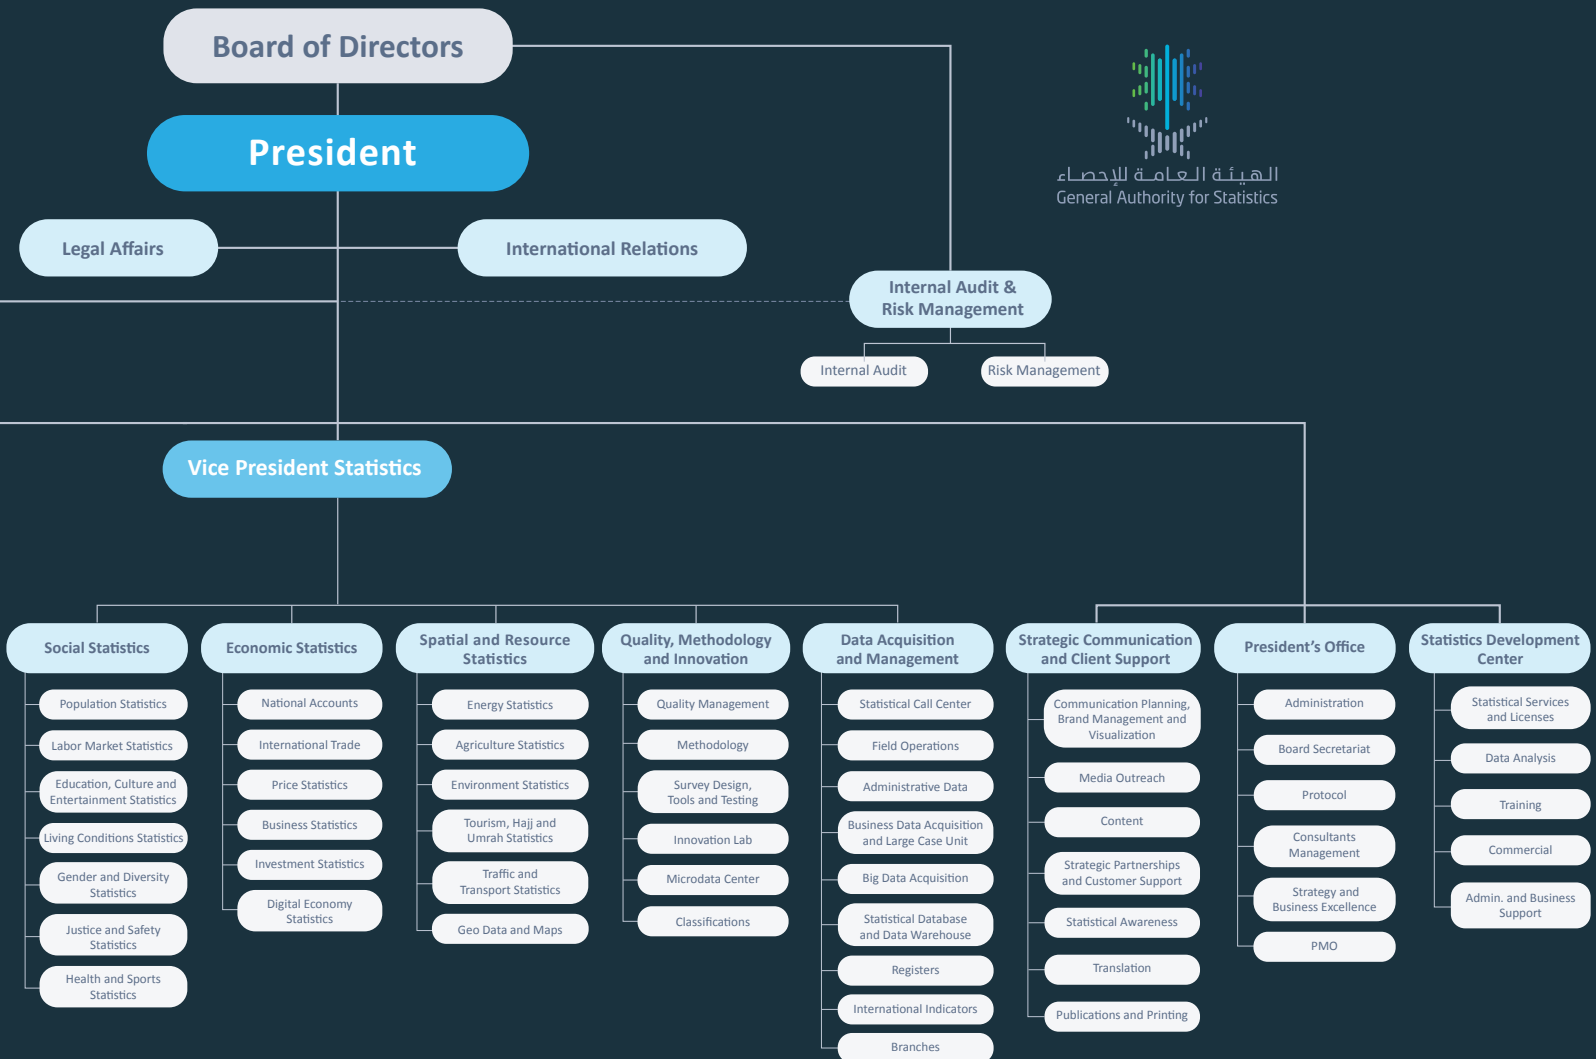 Board of Directors
President
الهيئة العامة للإحصاء
General Authority for Statistics
Legal Affairs
International Relations
Internal Audit &
Risk Management
Internal Audit
Risk Management
Vice President Statistics
Social Statistics
Population Statistics
Labor Market Statistics
Education, Culture and
Entertainment Statistics
Living Conditions Statistics
Gender and Diversity
Statistics
Justice and Safety
Statistics
Health and Sports
Statistics
Economic Statistics
National Accounts
International Trade
Price Statistics
Business Statistics
Investment Statistics
Digital Economy
Statistics
Spatial and Resource
Statistics
Energy Statistics
Agriculture Statistics
Environment Statistics
Tourism, Hajj and
Umrah Statistics
Traffic and
Transport Statistics
Geo Data and Maps
Quality, Methodology
and Innovation
Quality Management
Methodology
Survey Design,
Tools and Testing
Innovation Lab
Microdata Center
Classifications
Data Acquisition
and Management
Statistical Call Center
Field Operations
Administrative Data
Business Data Acquisition
and Large Case Unit
Big Data Acquisition
Statistical Database
and Data Warehouse
Registers
International Indicators
Branches
Strategic Communication
and Client Support
Communication Planning,
Brand Management and
Visualization
Media Outreach
Content
Strategic Partnerships
and Customer Support
Statistical Awareness
Translation
Publications and Printing
President's Office
Administration
Board Secretariat
Protocol
Consultants
Management
Strategy and
Business Excellence
PMO
Statistics Development
Center
Statistical Services
and Licenses
Data Analysis
Training
Commercial
Admin. and Business
Support